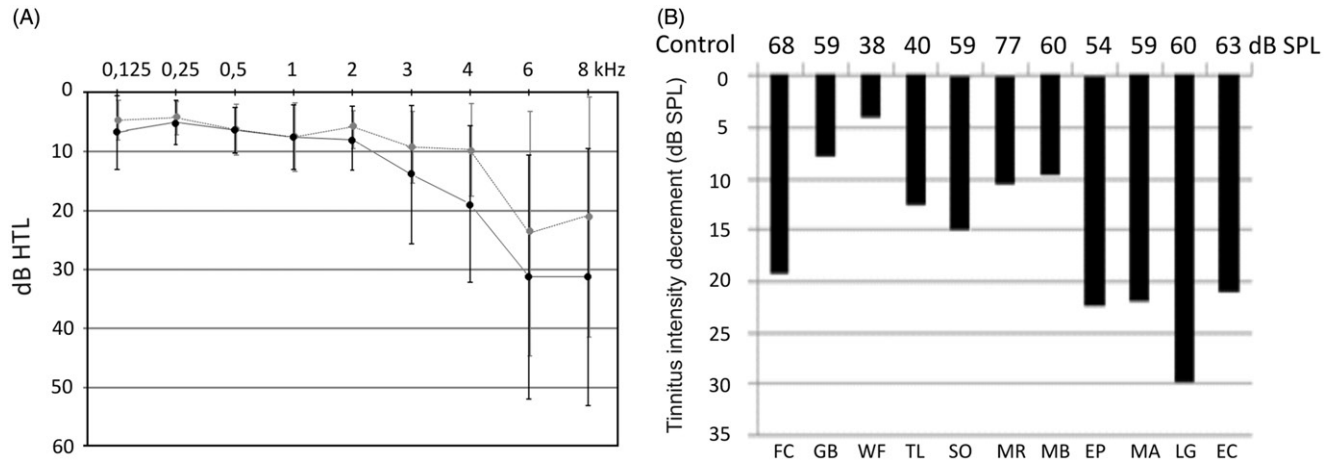 (A)
0,125 0,25 0,5 1 2 3 4 6 8 kHz
0
10
20
30
40
50
60
dB HTL
(B)
Control 68 59 38 40 59 77 60 54 59 60 63 dB SPL
0
5
10
15
20
25
30
35
Tinnitus intensity decrement (dB SPL)
FC GB WF TL SO MR MB EP MA LG EC